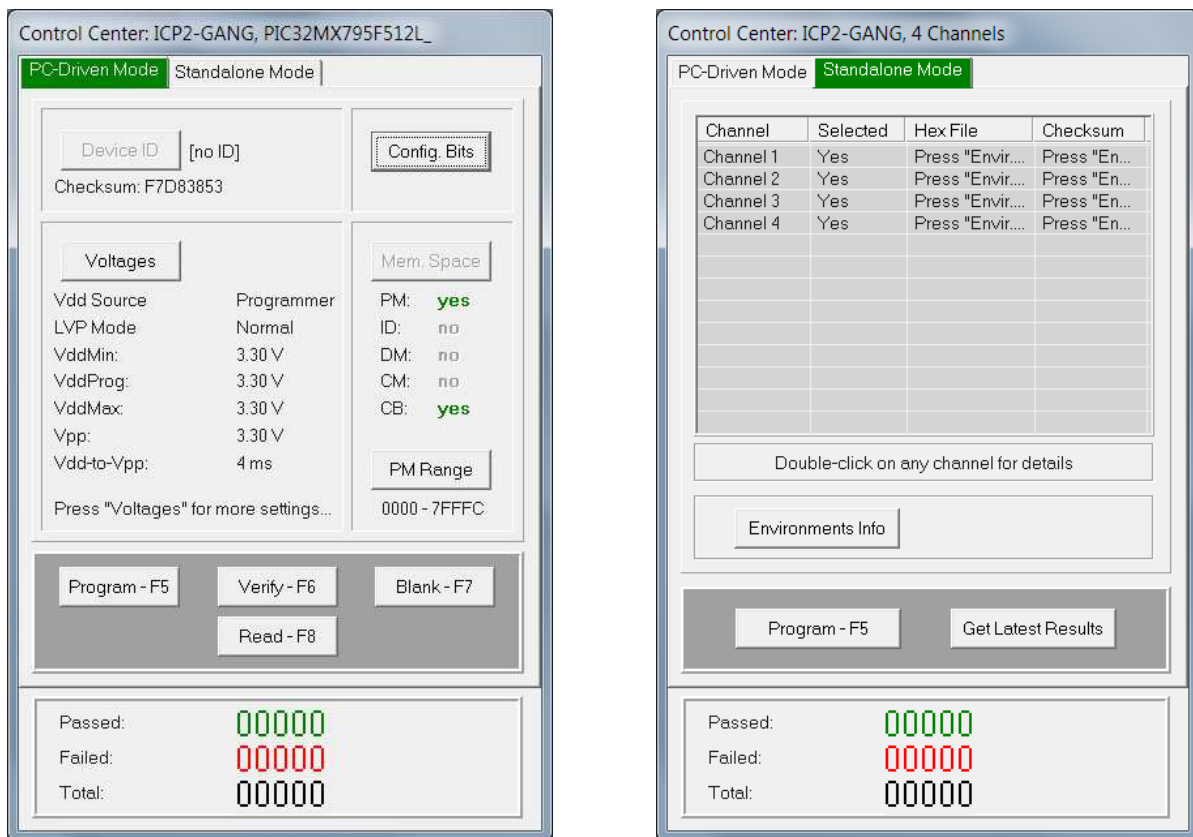 Control Center: ICP2-GANG, PIC32MX795F512L_
PC-Driven Mode Standalone Mode
Device ID [no ID] Config. Bits
Checksum: F7D83853
Voltages Mem. Space
Vdd Source Programmer PM: yes
LVP Mode Normal ID: no
VddMin: 3.30 V DM: no
VddProg: 3.30 V CM: no
VddMax: 3.30 V CB: yes
Vpp: 3.30 V
Vdd-to-Vpp: 4 ms PM Range
Press "Voltages" for more settings... 0000 - 7FFFC
Program - F5 Verify - F6 Blank - F7
Read - F8
Passed: 00000
Failed: 00000
Total: 00000
Control Center: ICP2-GANG, 4 Channels
PC-Driven Mode Standalone Mode
Channel Selected Hex File Checksum
Channel 1 Yes Press "Envir.... Press "En...
Channel 2 Yes Press "Envir.... Press "En...
Channel 3 Yes Press "Envir.... Press "En...
Channel 4 Yes Press "Envir.... Press "En...
Double-click on any channel for details
Environments Info
Program - F5 Get Latest Results
Passed: 00000
Failed: 00000
Total: 00000